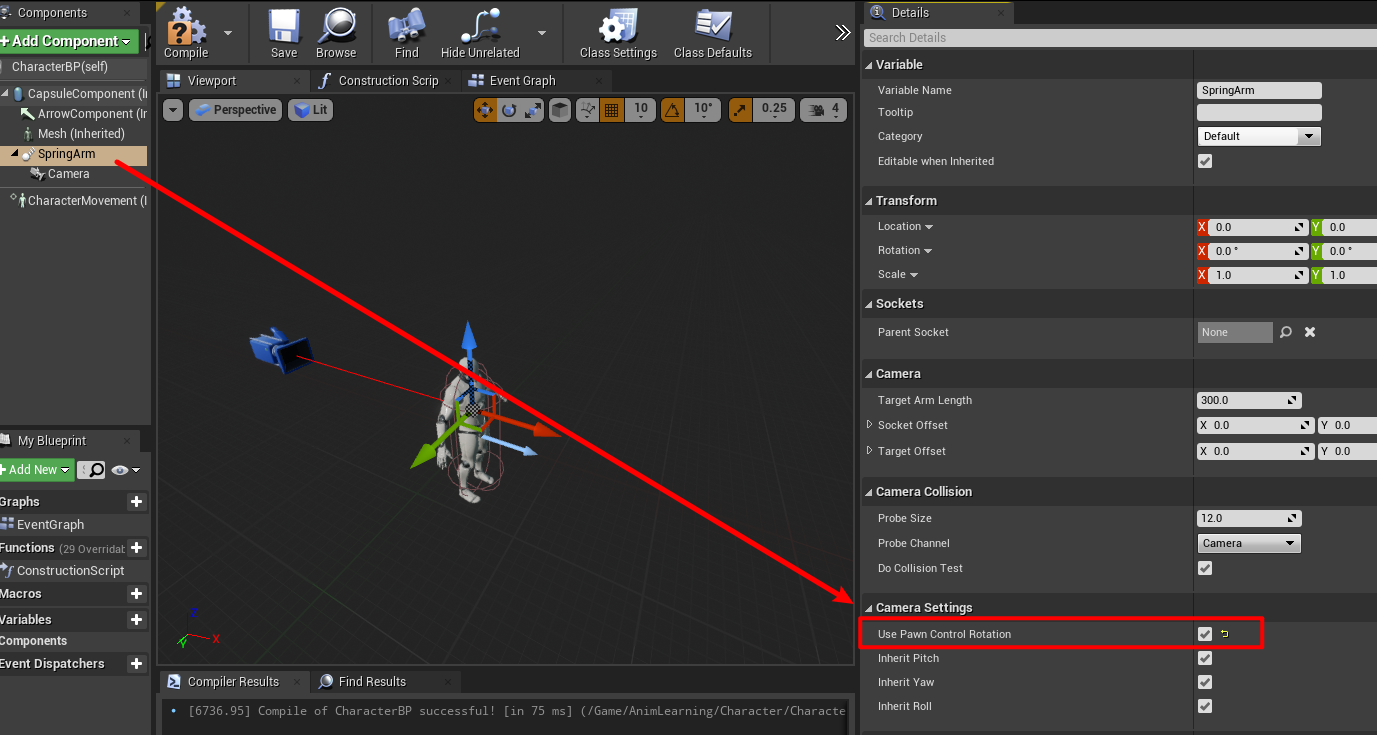 Components
+Add Component
CharacterBP(self)
CapsuleComponent (In
ArrowComponent (Ir
Mesh (Inherited)
SpringArm
Camera
CharacterMovement (I
My Blueprint
+Add New
Graphs
EventGraph
Functions (29 Overridab
ConstructionScript
Macros
Variables
Components
Event Dispatchers
Compile
Save
Browse
Find
Hide Unrelated
Class Settings
Class Defaults
Viewport
Construction Scrip
Event Graph
Perspective
Lit
10
10°
0.25
4
Z
X
Y
Compiler Results
Find Results
[6736.95] Compile of CharacterBP successful! [in 75 ms] (/Game/AnimLearning/Character/Characte
Details
Search Details
Variable
Variable Name SpringArm
Tooltip
Category Default
Editable when Inherited
Transform
Location X 0.0 Y 0.0
Rotation X 0.0 ° Y 0.0 °
Scale X 1.0 Y 1.0
Sockets
Parent Socket None
Camera
Target Arm Length 300.0
Socket Offset X 0.0 Y 0.0
Target Offset X 0.0 Y 0.0
Camera Collision
Probe Size 12.0
Probe Channel Camera
Do Collision Test
Camera Settings
Use Pawn Control Rotation
Inherit Pitch
Inherit Yaw
Inherit Roll